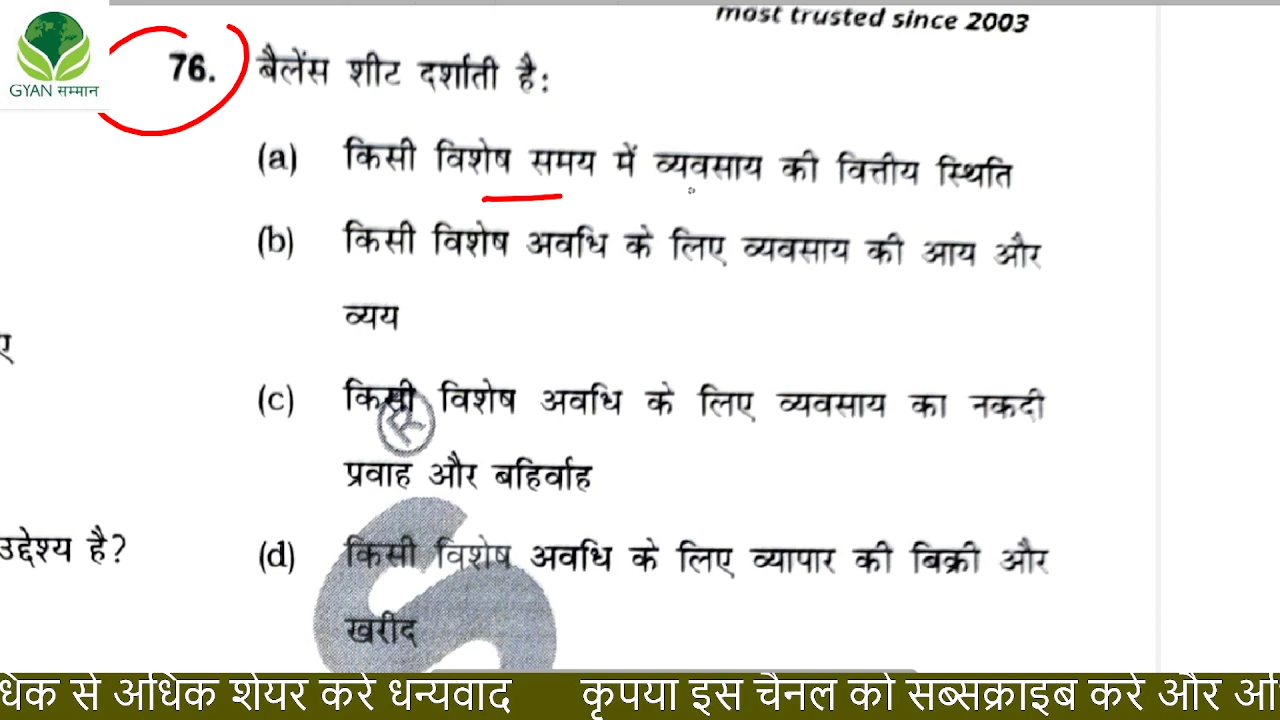 most trusted since 2003
GYAN सम्मान
76. बैलेंस शीट दर्शाती है:
(a) किसी विशेष समय में व्यवसाय की वित्तीय स्थिति
(b) किसी विशेष अवधि के लिए व्यवसाय की आय और
व्यय
ए
(c) किसी विशेष अवधि के लिए व्यवसाय का नकदी
प्रवाह और बहिर्वाह
उद्देश्य है?
(d) किसी विशेष अवधि के लिए व्यापार की बिक्री और
खरीद
धिक से अधिक शेयर करे धन्यवाद कृपया इस चैनल को सब्सक्राइब करे और अ